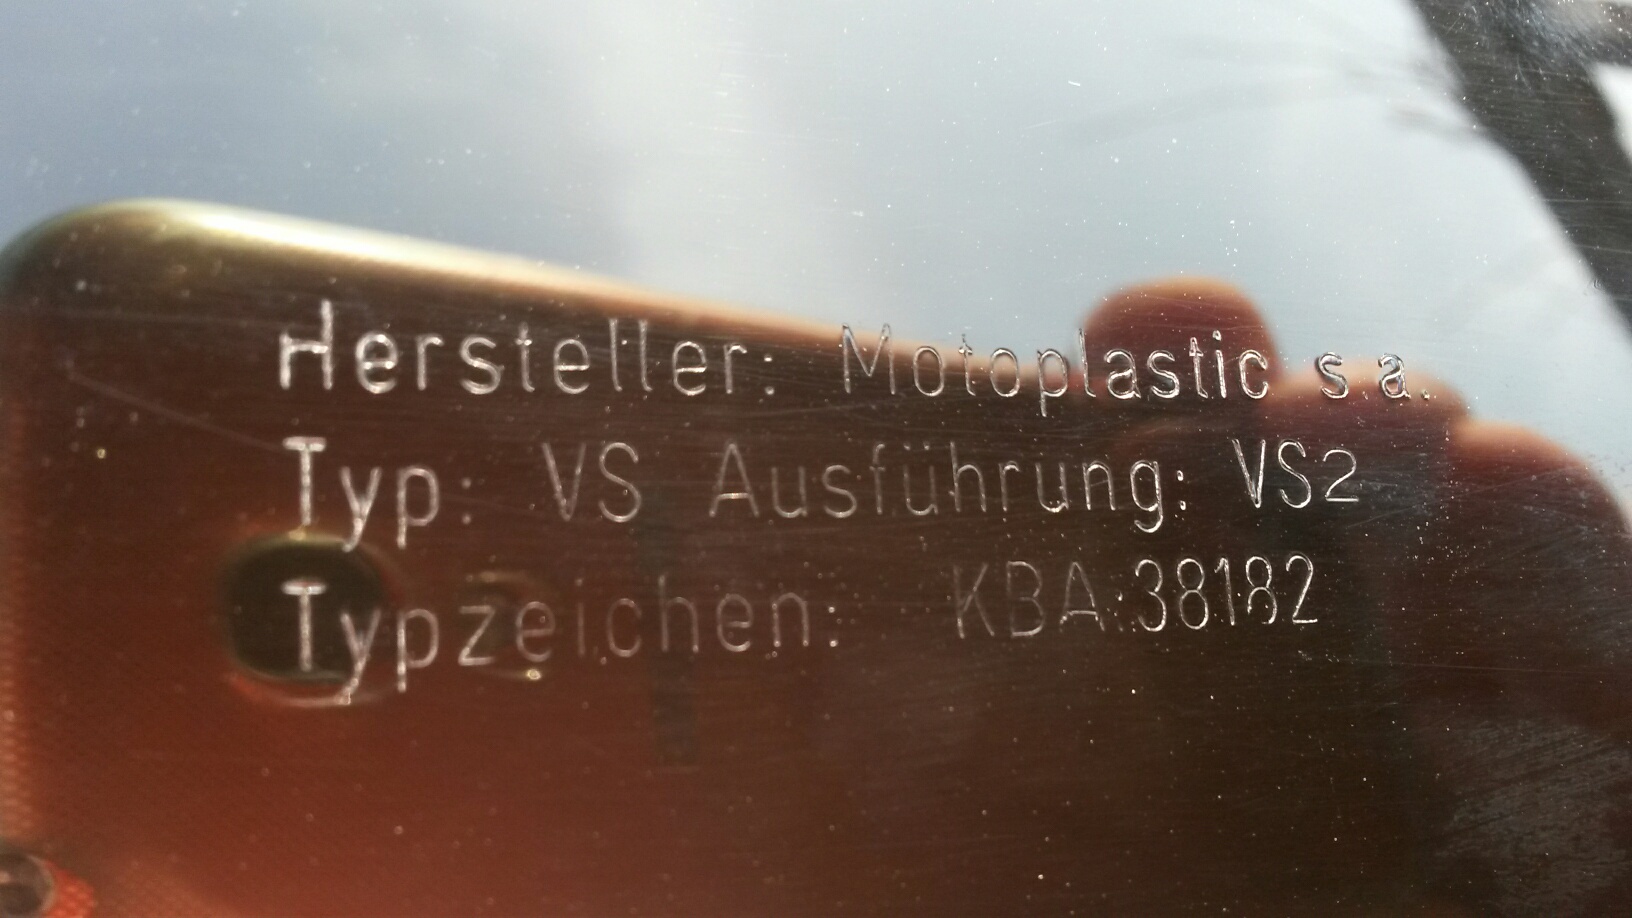 Hersteller: Motoplastic s.a.
Typ: VS Ausführung: VS2
Typzeichen: KBA:38182